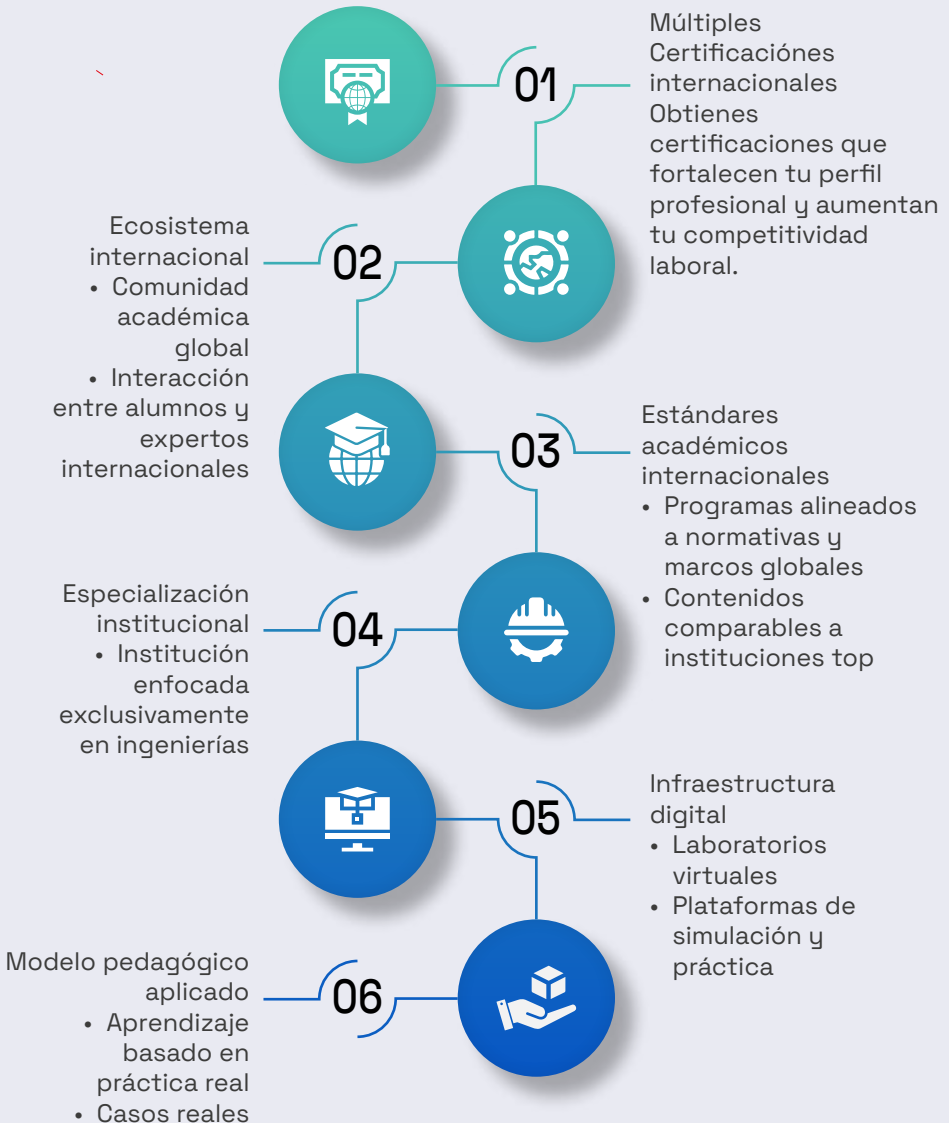 01
Múltiples
Certificaciónes
internacionales
Obtienes
certificaciones que
fortalecen tu perfil
profesional y aumentan
tu competitividad
laboral.
02
Ecosistema
internacional
• Comunidad
académica
global
• Interacción
entre alumnos y
expertos
internacionales
03
Estándares
académicos
internacionales
• Programas alineados
a normativas y
marcos globales
• Contenidos
comparables a
instituciones top
04
Especialización
institucional
• Institución
enfocada
exclusivamente
en ingenierías
05
Infraestructura
digital
• Laboratorios
virtuales
• Plataformas de
simulación y
práctica
06
Modelo pedagógico
aplicado
• Aprendizaje
basado en
práctica real
• Casos reales